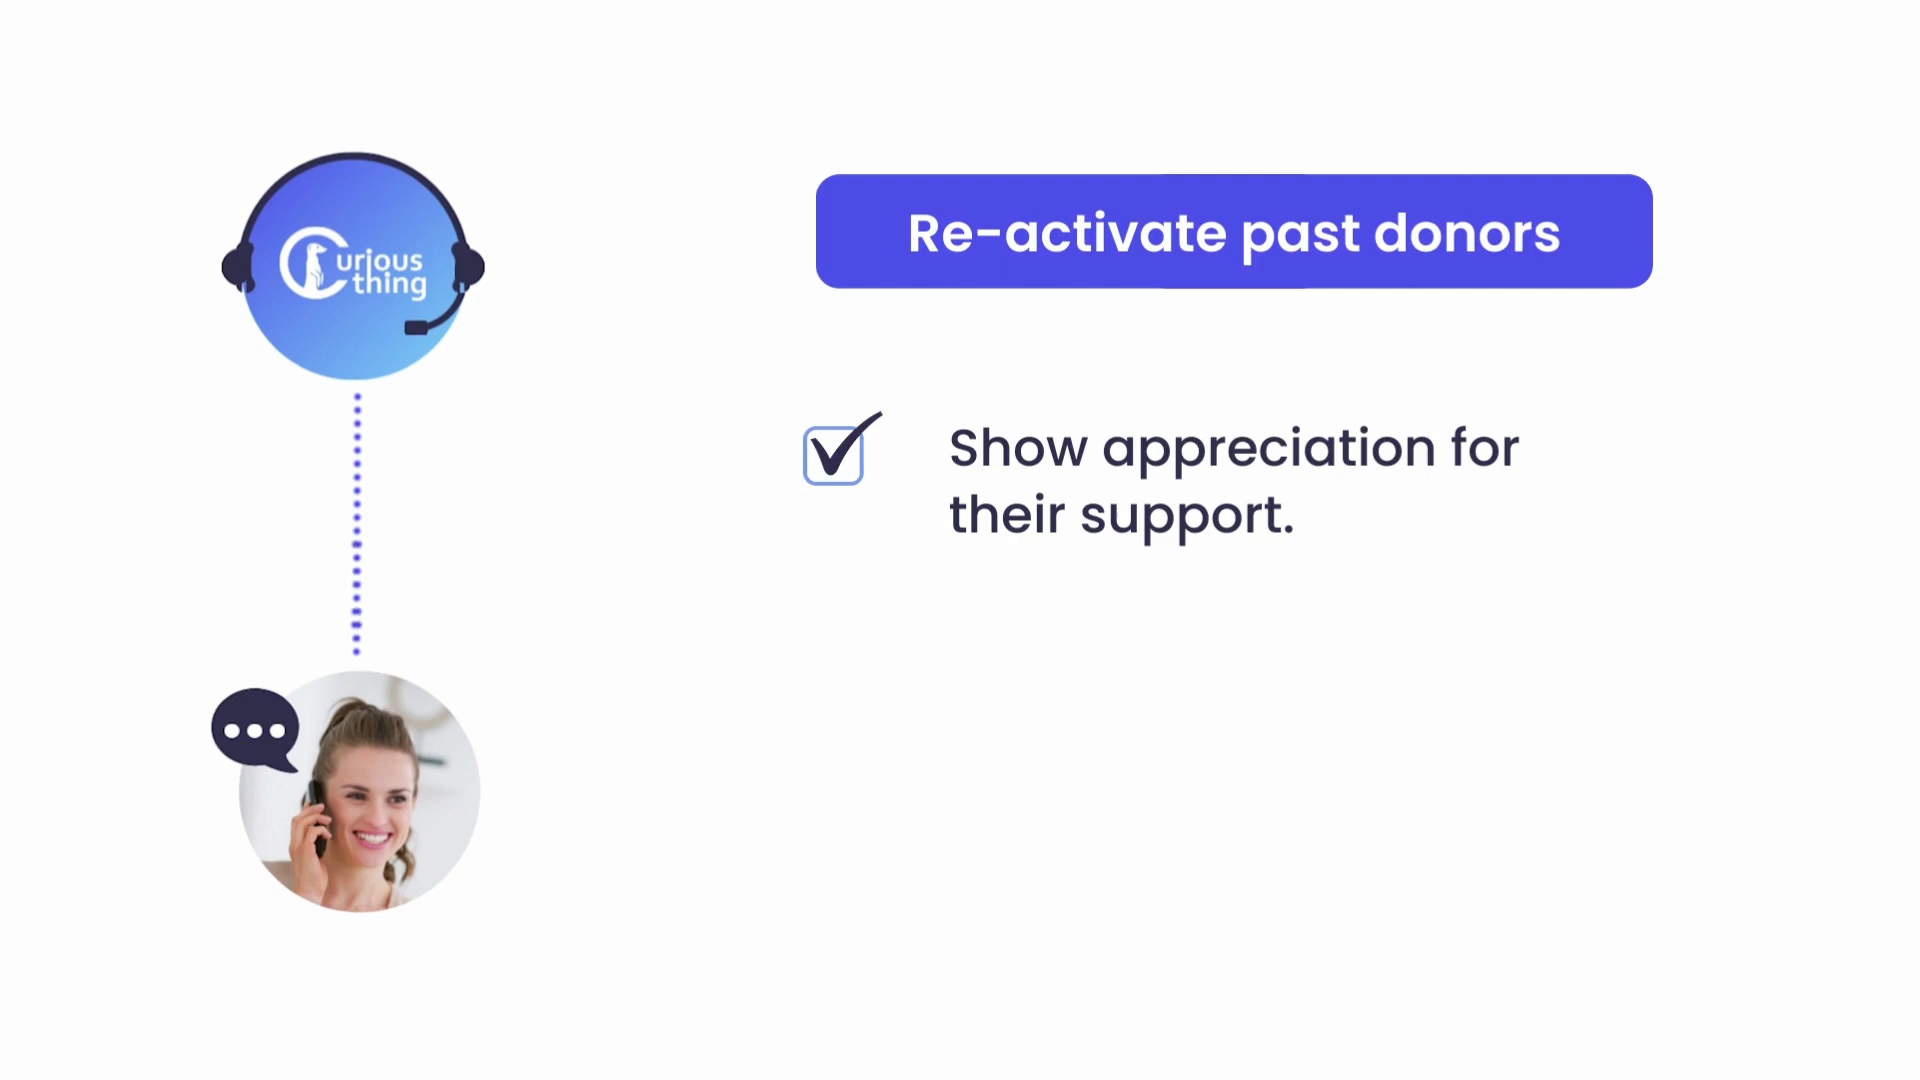 Curious
thing
Re-activate past donors
Show appreciation for
their support.